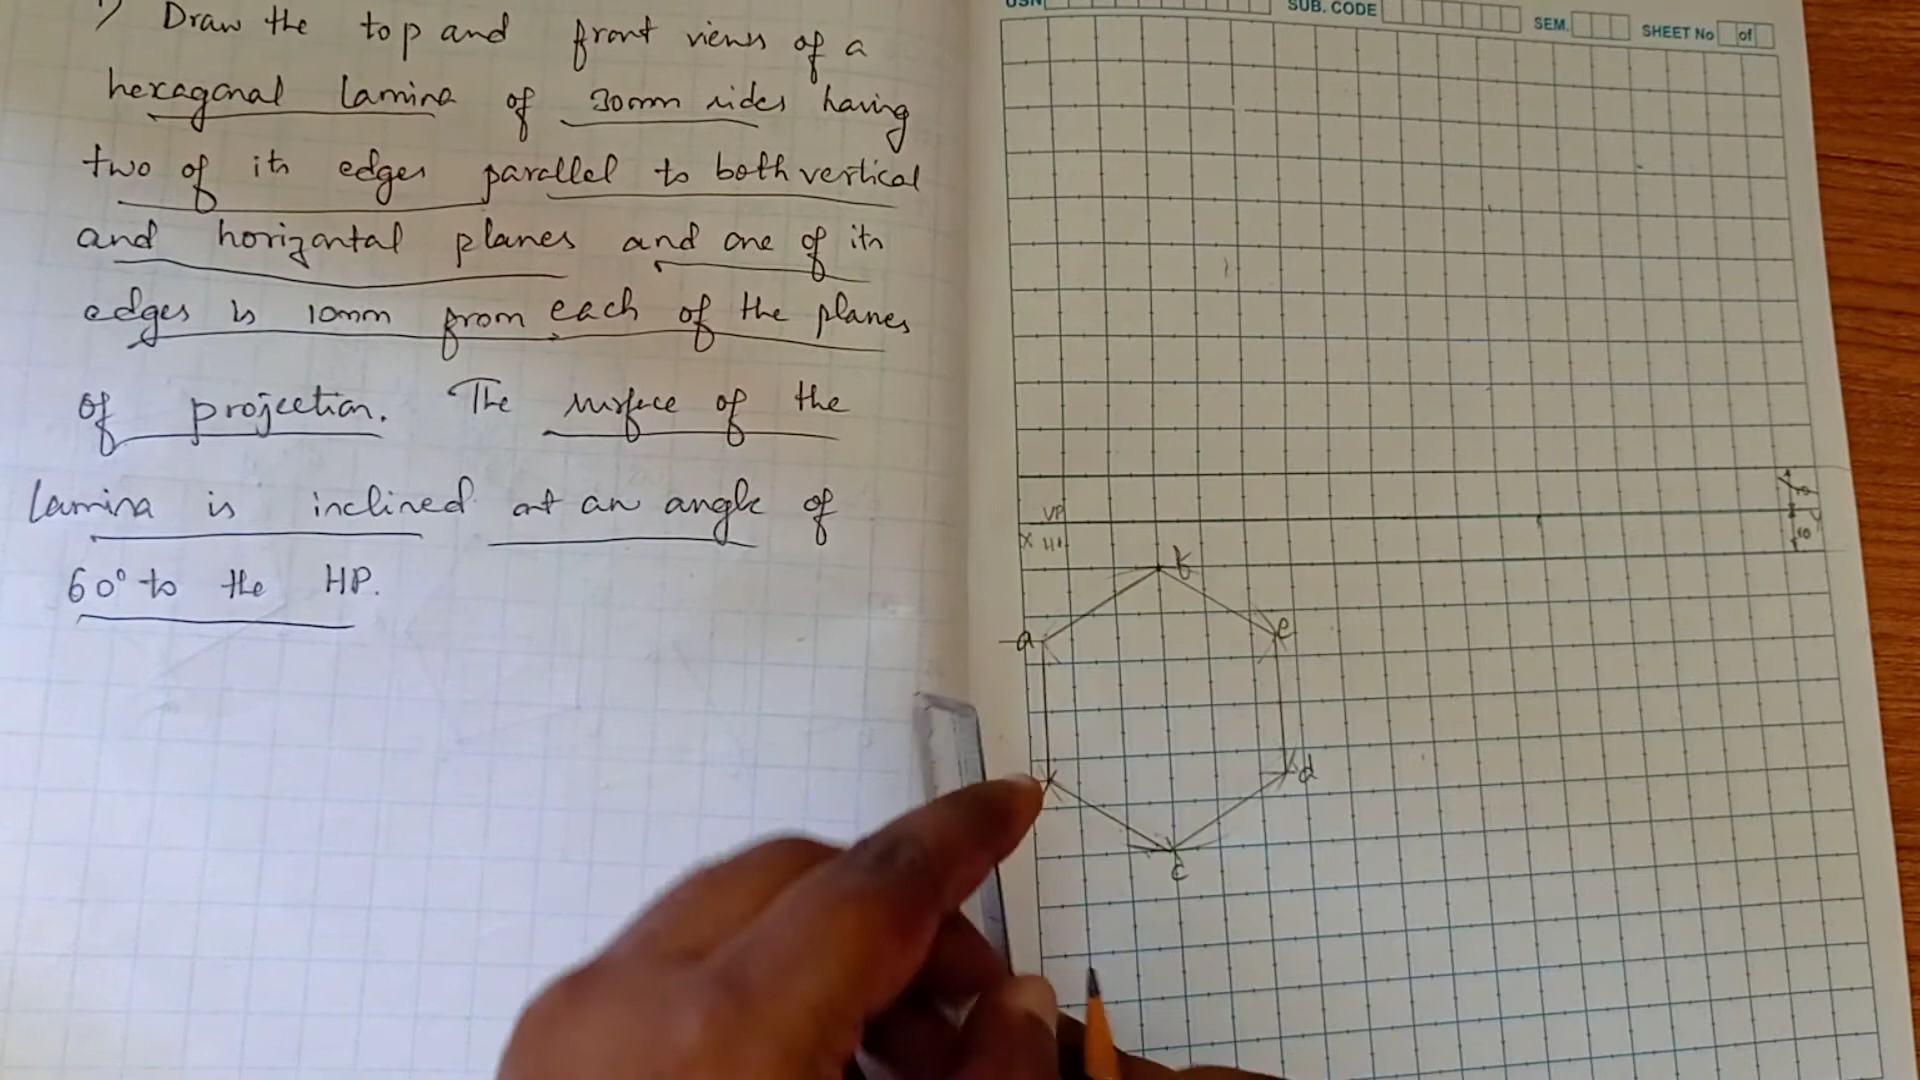 1) Draw the top and front views of a
hexagonal lamina of 30mm sides having
two of its edges parallel to both vertical
and horizontal planes and one of its
edges is 10mm from each of the planes
of projection. The surface of the
lamina is inclined at an angle of
60° to the HP.
USN
SUB. CODE
SEM.
SHEET No of
VP
X
10
f
a
e
d
c